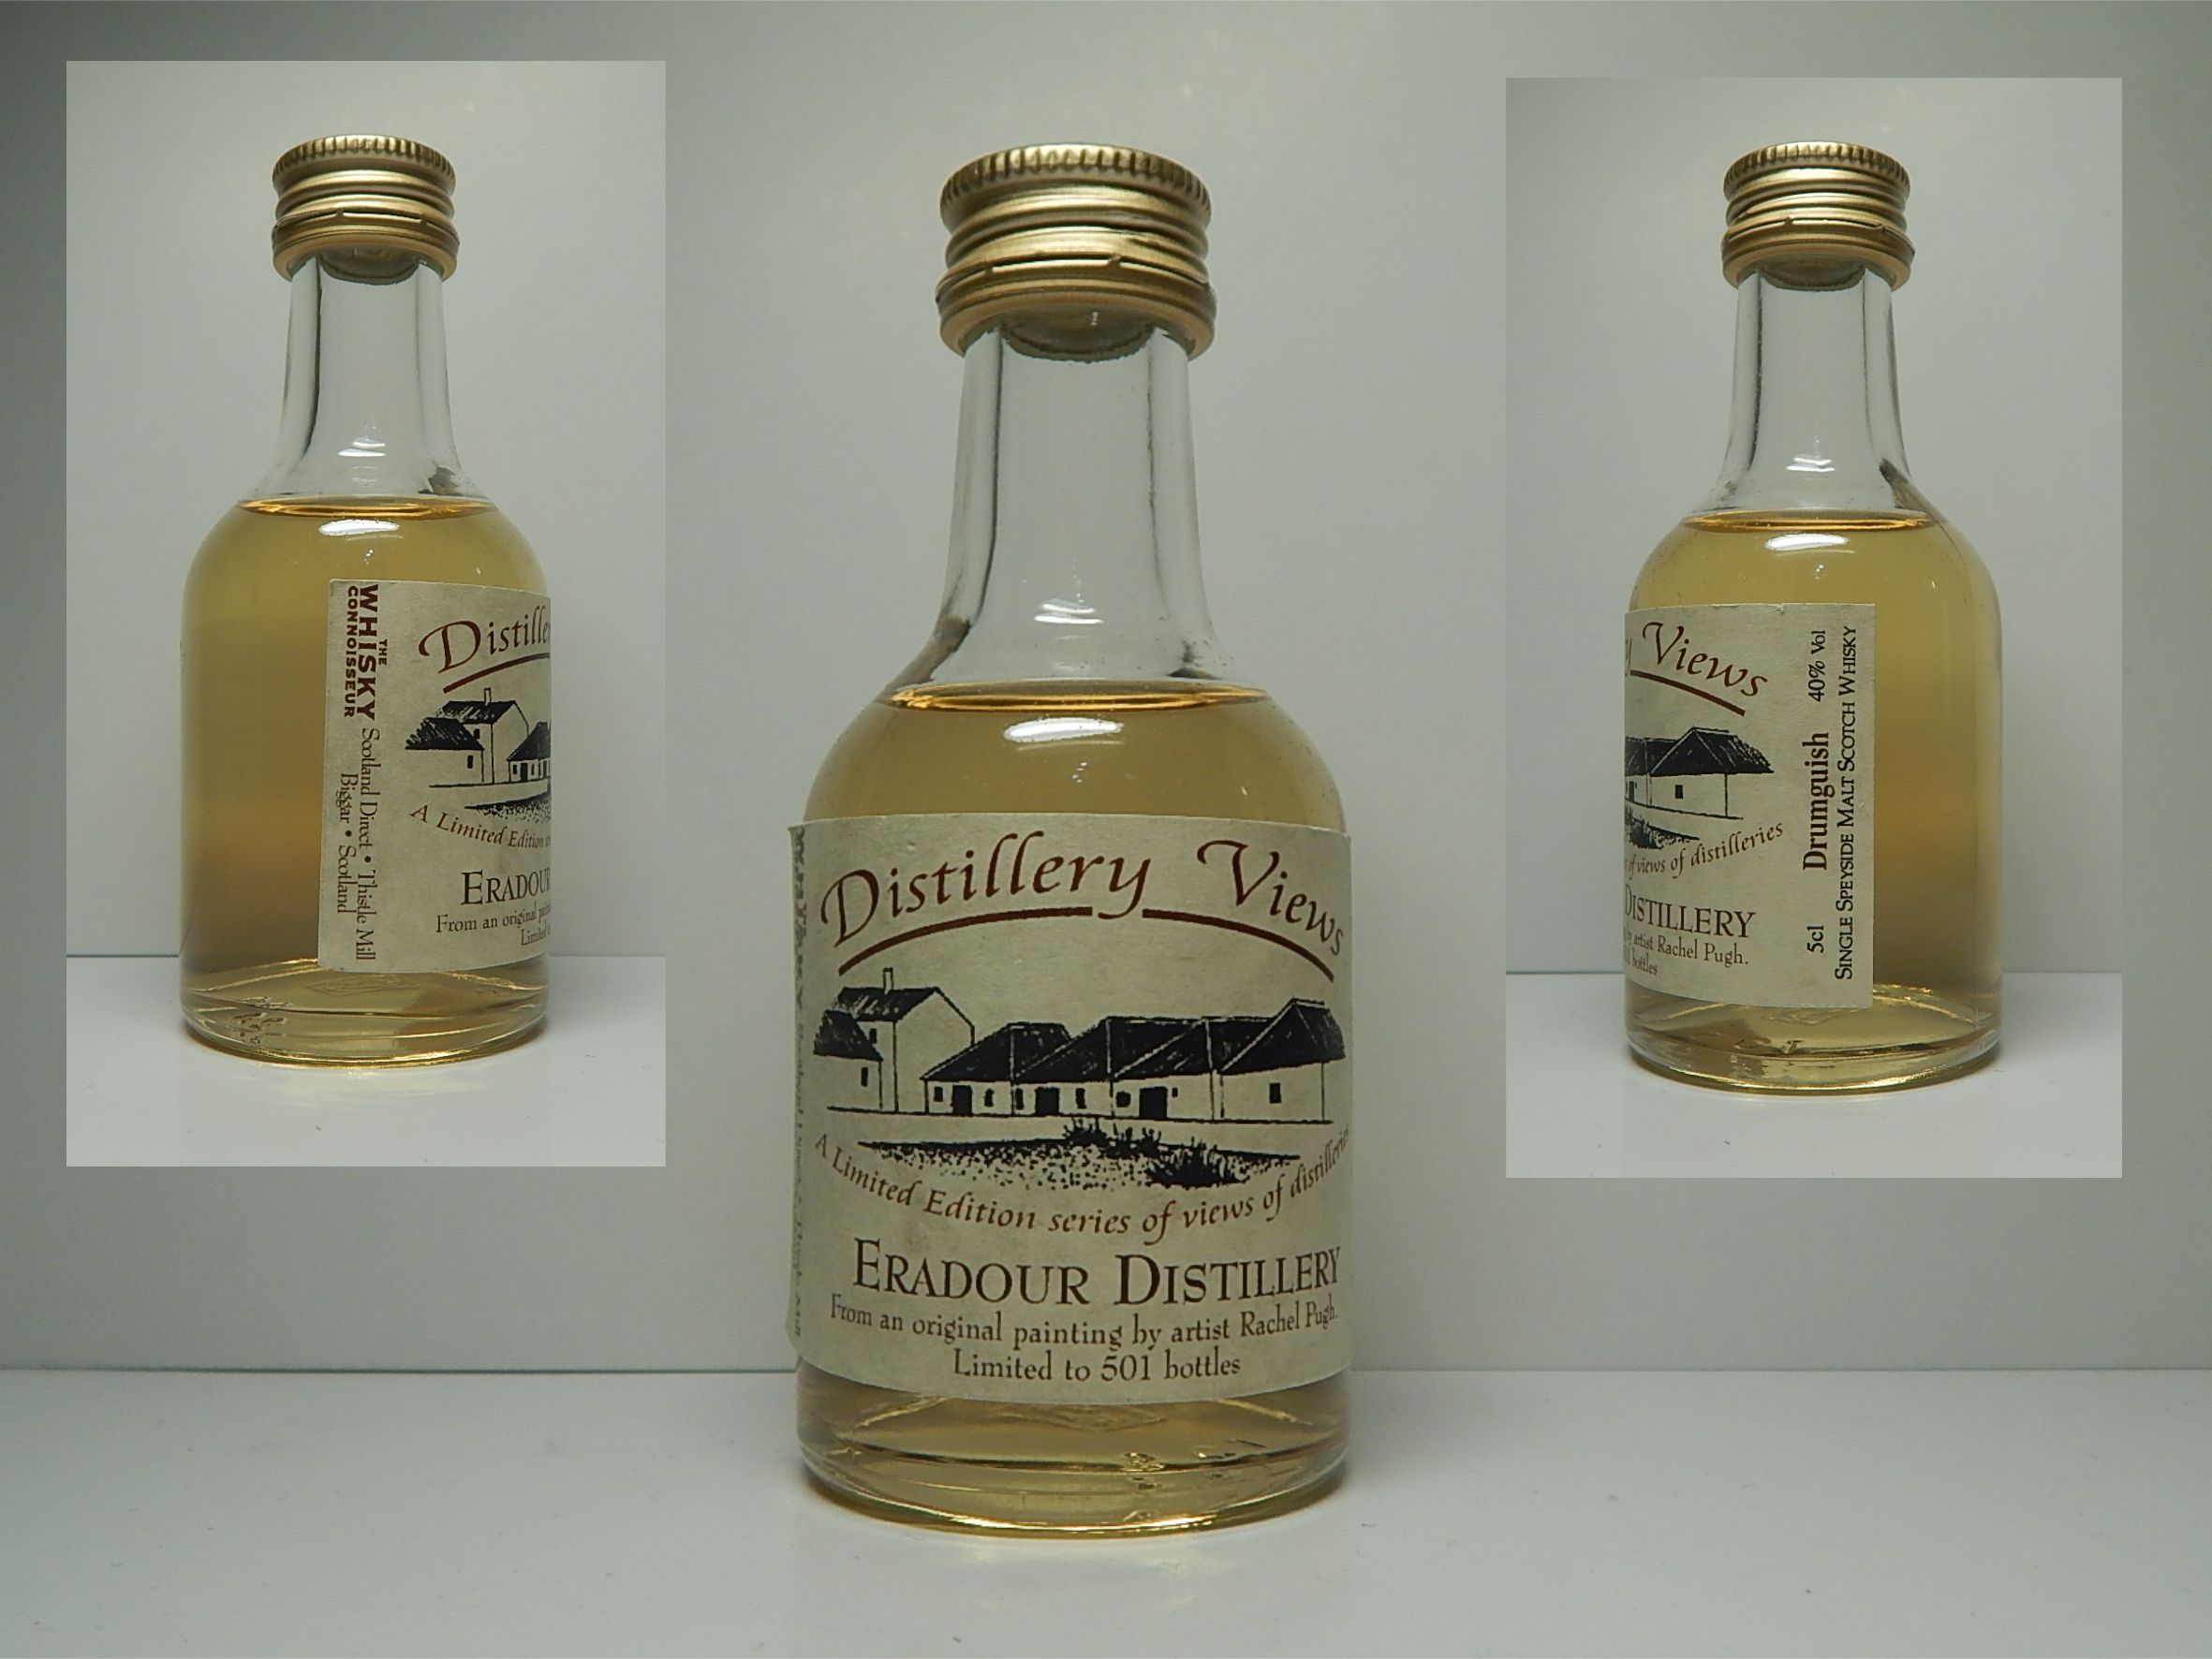 THE
WHISKY
CONNOISSEUR
Scotland Direct • Thistle Mill
Biggar • Scotland
Distille
A Limited Edition
ERADOUR
From an original
Distillery Views
A Limited Edition series of views of distilleries
ERADOUR DISTILLERY
From an original painting by artist Rachel Pugh.
Limited to 501 bottles
y Views
of views of distilleries
DISTILLERY
artist Rachel Pugh.
bottles
5cl Drumguish 40% Vol
SINGLE SPEYSIDE MALT SCOTCH WHISKY